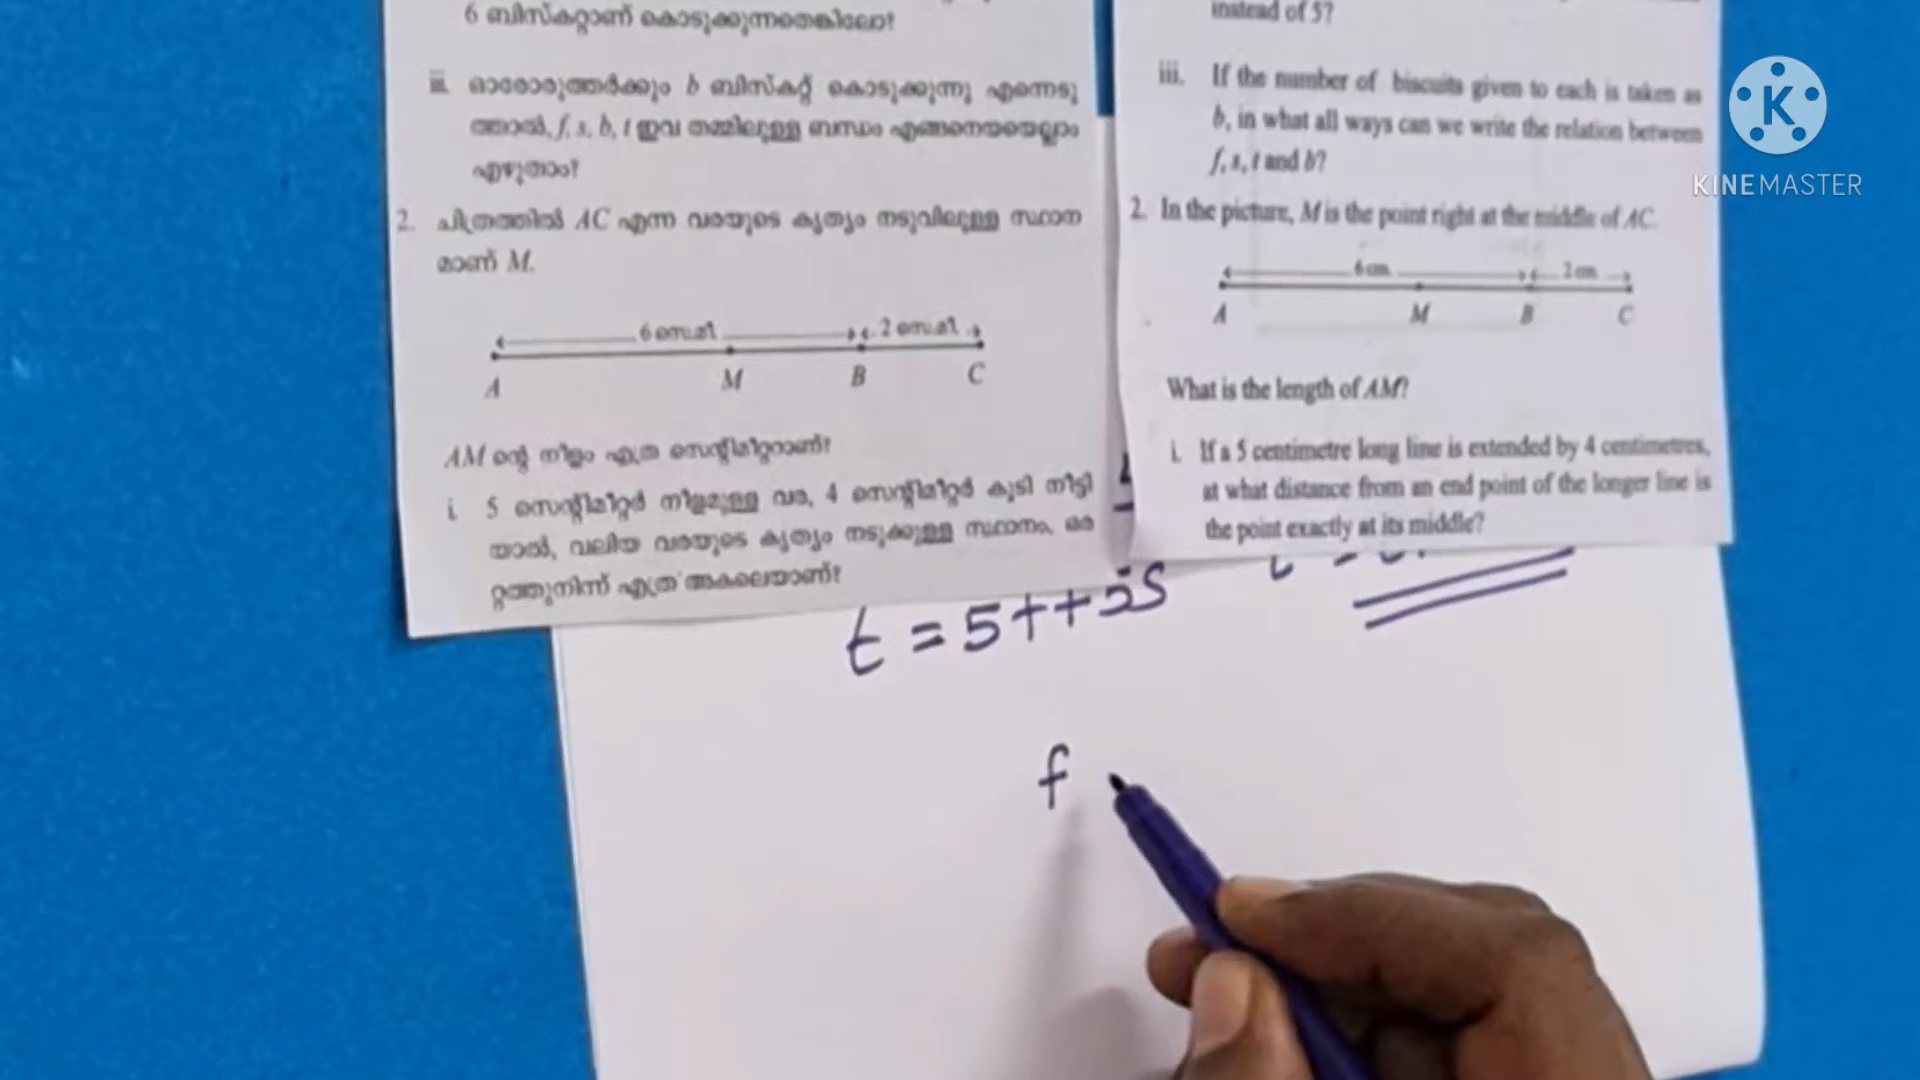 6 ബിസ്കറ്റാണ് കൊടുക്കുന്നതെങ്കിലോ?
iii. ഓരോരുത്തർക്കും b ബിസ്കറ്റ് കൊടുക്കുന്നു എന്നെടു
ത്താൽ, f, s, b, t ഇവ തമ്മിലുള്ള ബന്ധം എങ്ങനെയെല്ലാം
എഴുതാം?
2. ചിത്രത്തിൽ AC എന്ന വരയുടെ കൃത്യം നടുവിലുള്ള സ്ഥാന
മാണ് M.
6 സെ.മീ 2 സെ.മീ
A M B C
AM ന്റെ നീളം എത്ര സെന്റിമീറ്ററാണ്?
i. 5 സെന്റിമീറ്റർ നീളമുള്ള വര, 4 സെന്റിമീറ്റർ കൂടി നീട്ടി
യാൽ, വലിയ വരയുടെ കൃത്യം നടുക്കുള്ള സ്ഥാനം, ഒര
റ്റത്തുനിന്ന് എത്ര അകലെയാണ്?
instead of 5?
iii. If the number of biscuits given to each is taken as
b, in what all ways can we write the relation between
f, s, t and b?
2. In the picture, M is the point right at the middle of AC.
6 cm 2 cm
A M B C
What is the length of AM?
i. If a 5 centimetre long line is extended by 4 centimetres,
at what distance from an end point of the longer line is
the point exactly at its middle?
KINEMASTER
t = 5f+5s
f